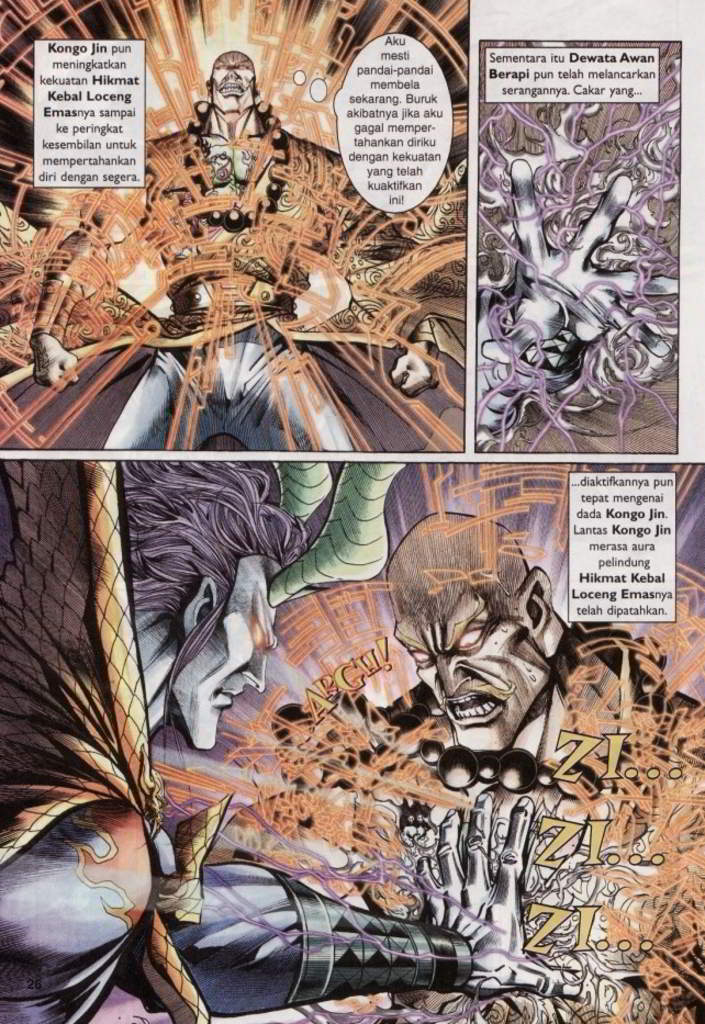 Kongo Jin pun
meningkatkan
kekuatan Hikmat
Kebal Loceng
Emasnya sampai
ke peringkat
kesembilan untuk
mempertahankan
diri dengan segera.
Aku
mesti
pandai-pandai
membela
sekarang. Buruk
akibatnya jika aku
gagal memper-
tahankan diriku
dengan kekuatan
yang telah
kuaktifkan
ini!
Sementara itu Dewata Awan
Berapi pun telah melancarkan
serangannya. Cakar yang...
...diaktifkannya pun
tepat mengenai
dada Kongo Jin.
Lantas Kongo Jin
merasa aura
pelindung
Hikmat Kebal
Loceng Emasnya
telah dipatahkan.
ARGH!
ZI...
ZI...
ZI...
26